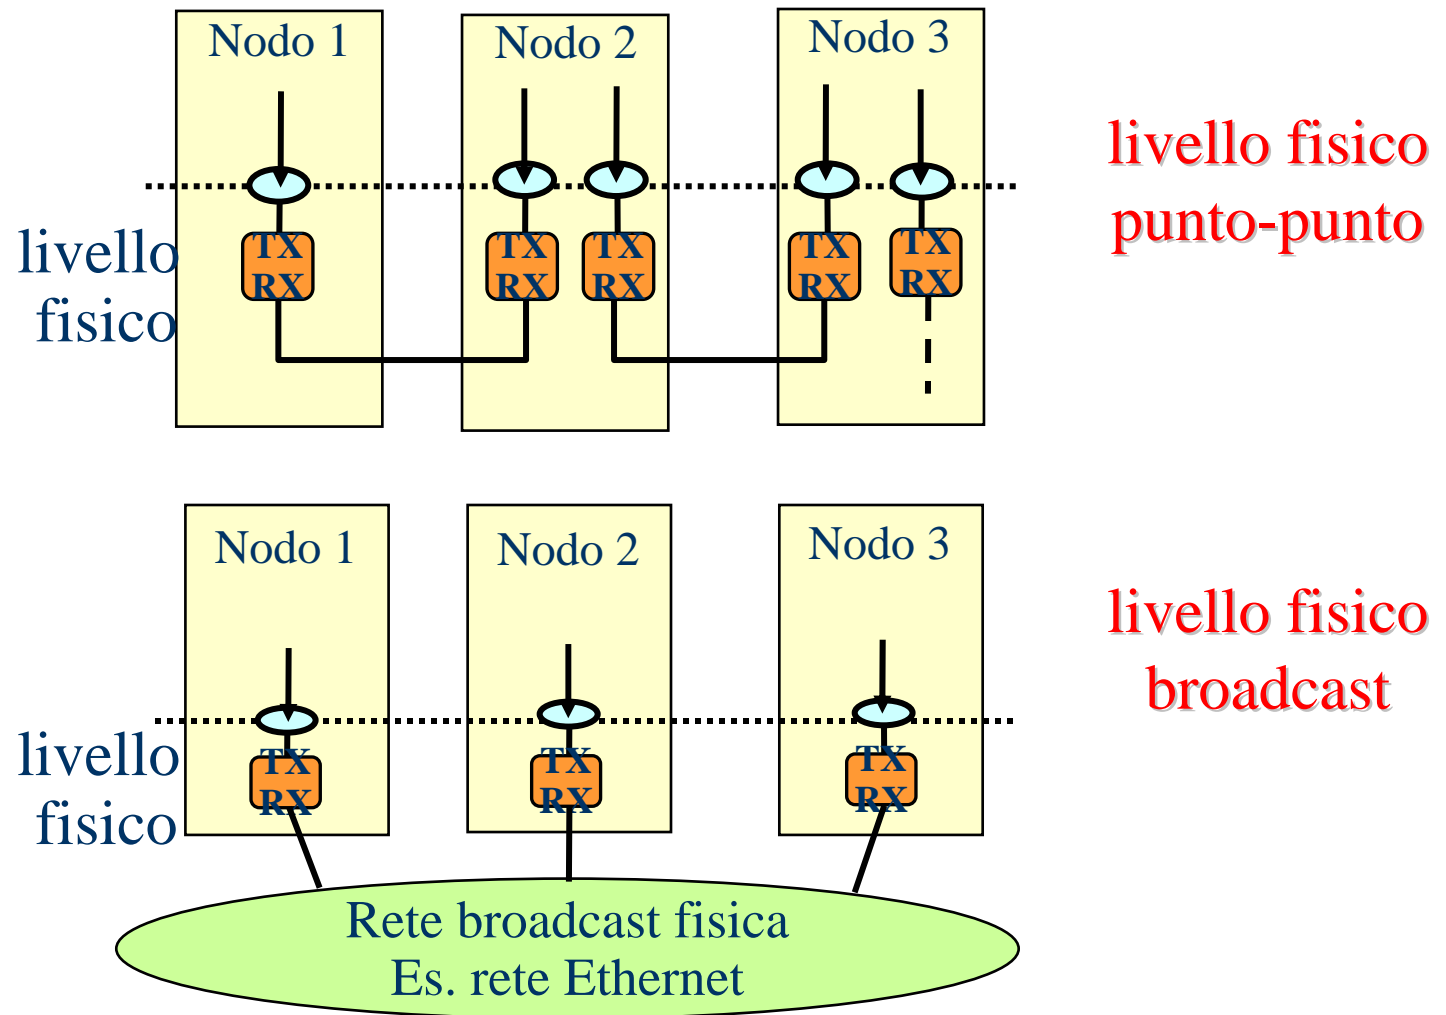 Nodo 1
Nodo 2
Nodo 3
livello fisico
punto-punto
livello
fisico
TX
RX
TX
RX
TX
RX
TX
RX
TX
RX
Nodo 1
Nodo 2
Nodo 3
livello fisico
broadcast
livello
fisico
TX
RX
TX
RX
TX
RX
Rete broadcast fisica
Es. rete Ethernet